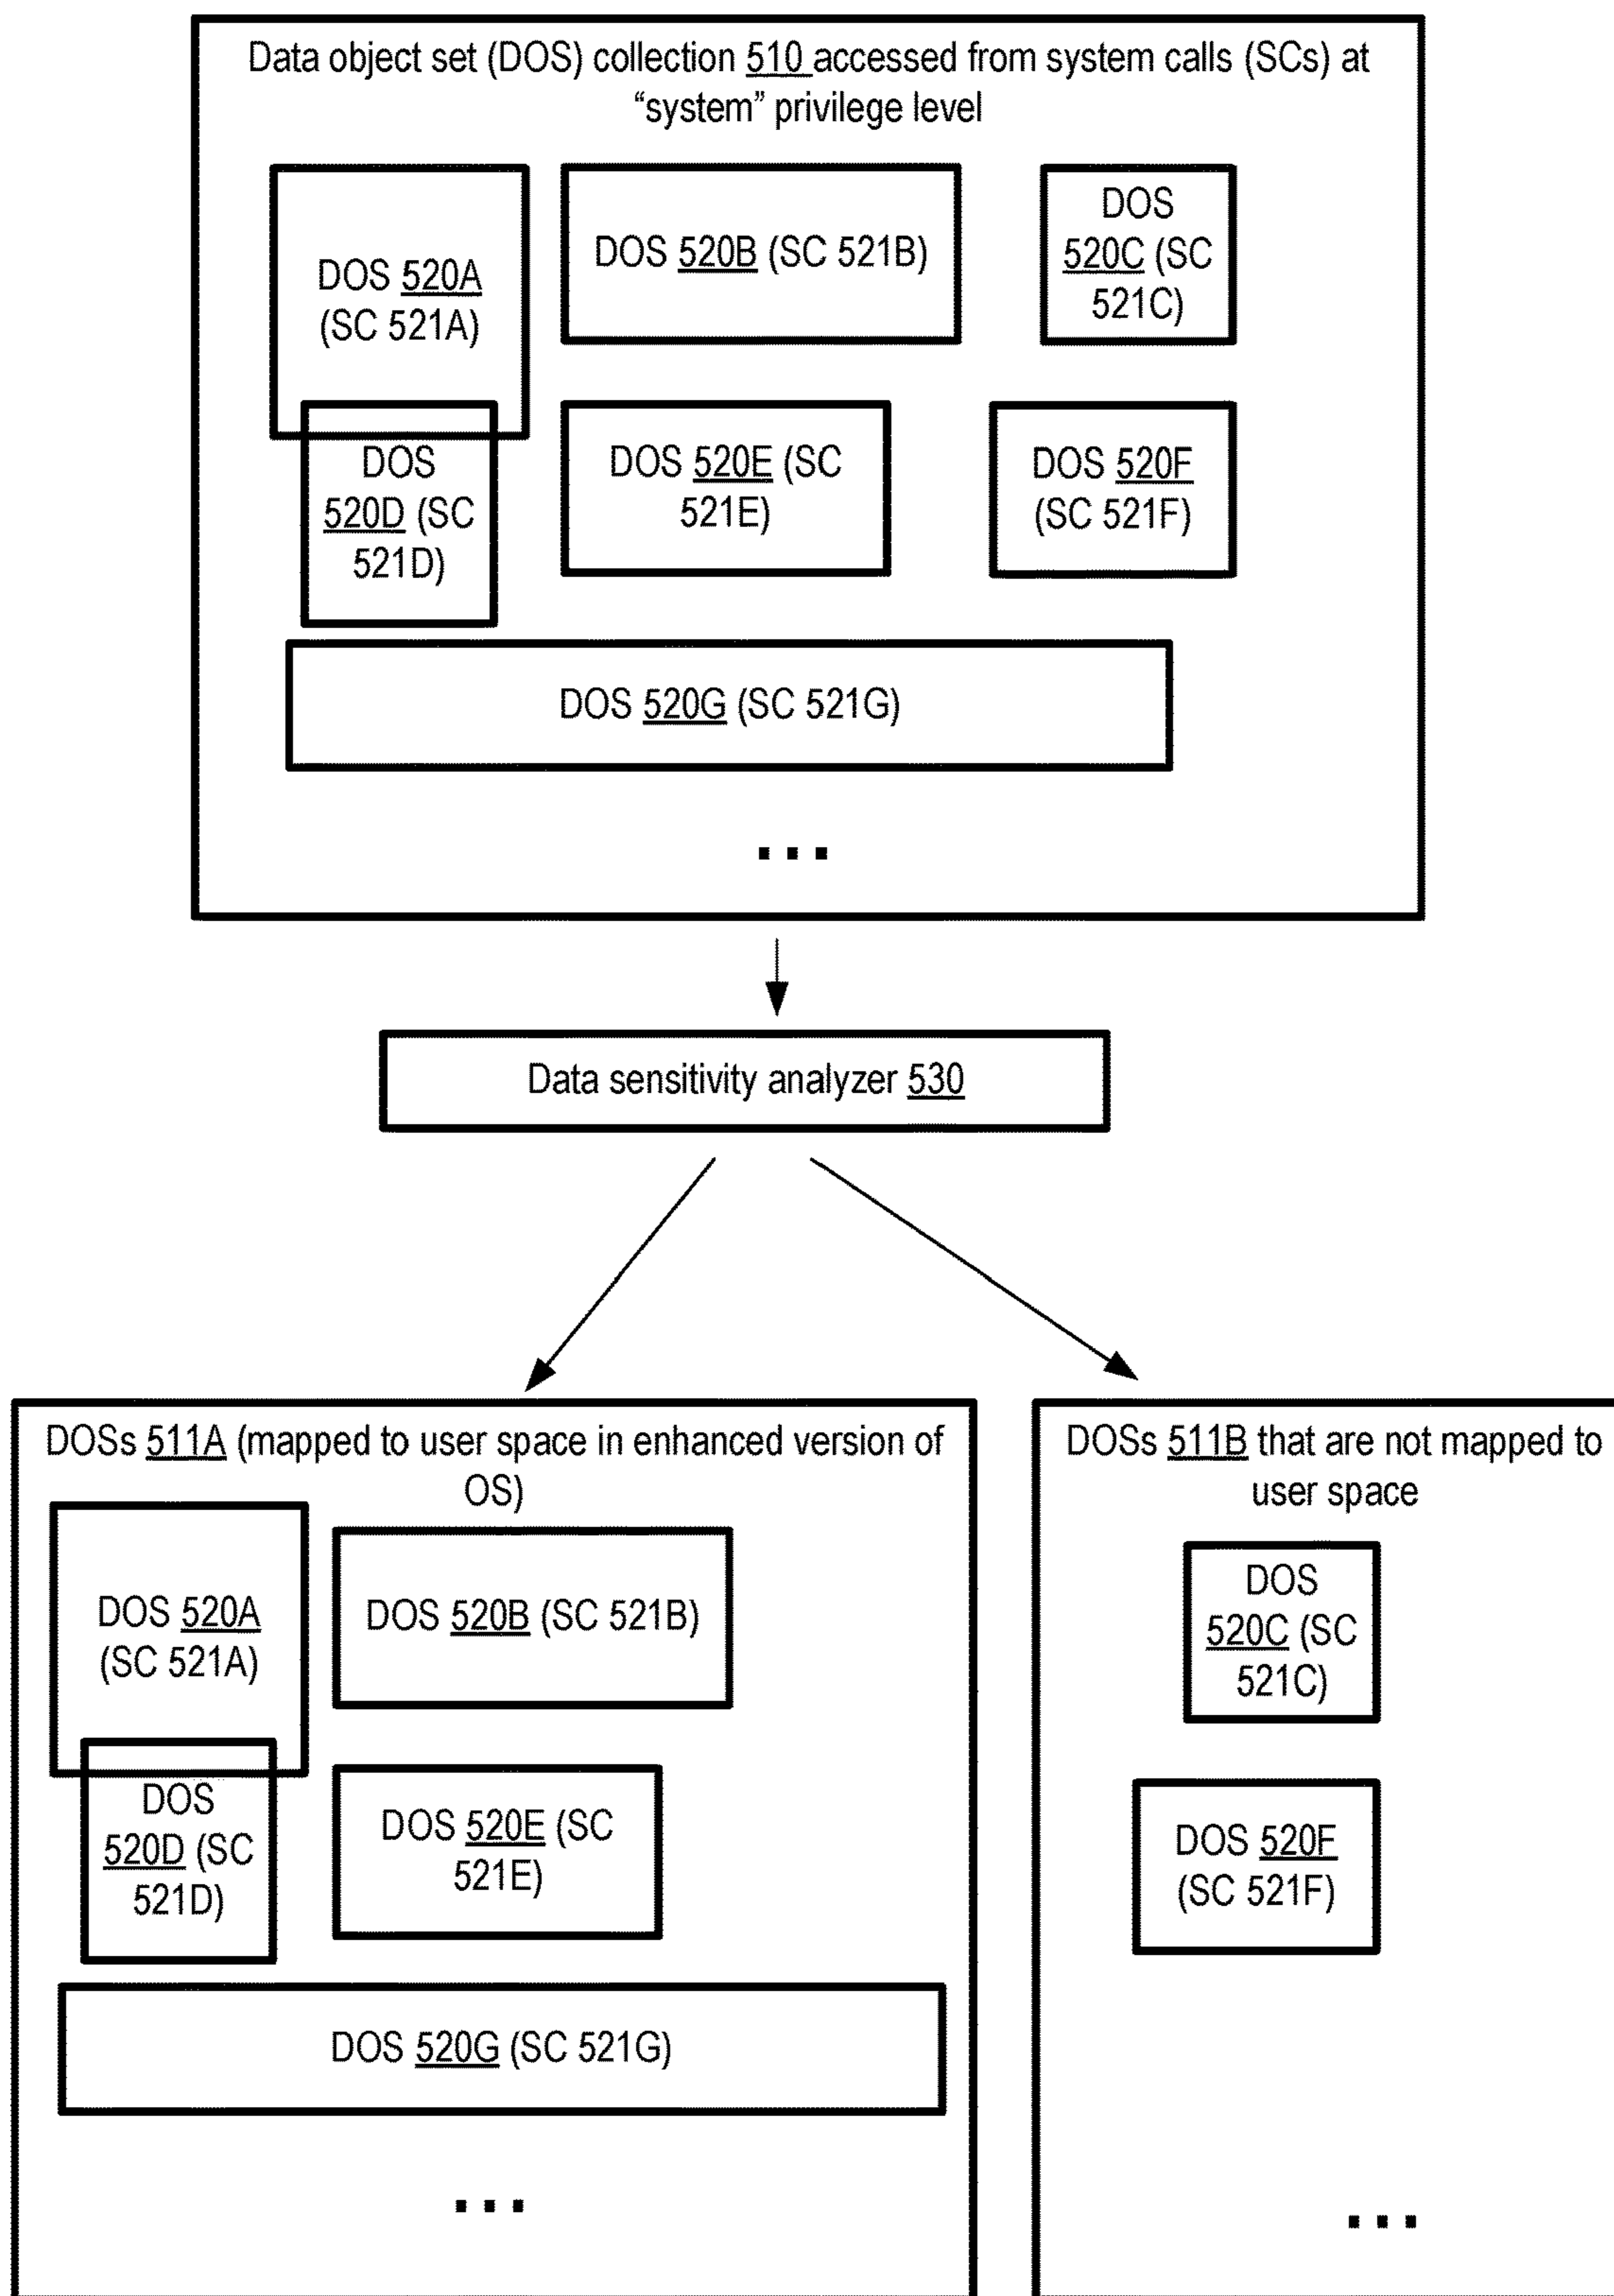 Data object set (DOS) collection 510 accessed from system calls (SCs) at
“system” privilege level
DOS 520A
(SC 521A)
DOS 520B (SC 521B)
DOS
520C (SC
521C)
DOS
520D (SC
521D)
DOS 520E (SC
521E)
DOS 520F
(SC 521F)
DOS 520G (SC 521G)
...
Data sensitivity analyzer 530
DOSs 511A (mapped to user space in enhanced version of
OS)
DOS 520A
(SC 521A)
DOS 520B (SC 521B)
DOS
520D (SC
521D)
DOS 520E (SC
521E)
DOS 520G (SC 521G)
...
DOSs 511B that are not mapped to
user space
DOS
520C (SC
521C)
DOS 520F
(SC 521F)
...